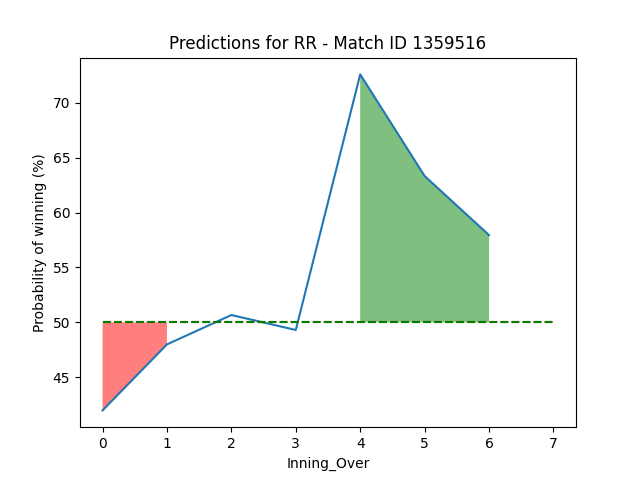 Predictions for RR - Match ID 1359516
Probability of winning (%)
70
65
60
55
50
45
0 1 2 3 4 5 6 7
Inning_Over